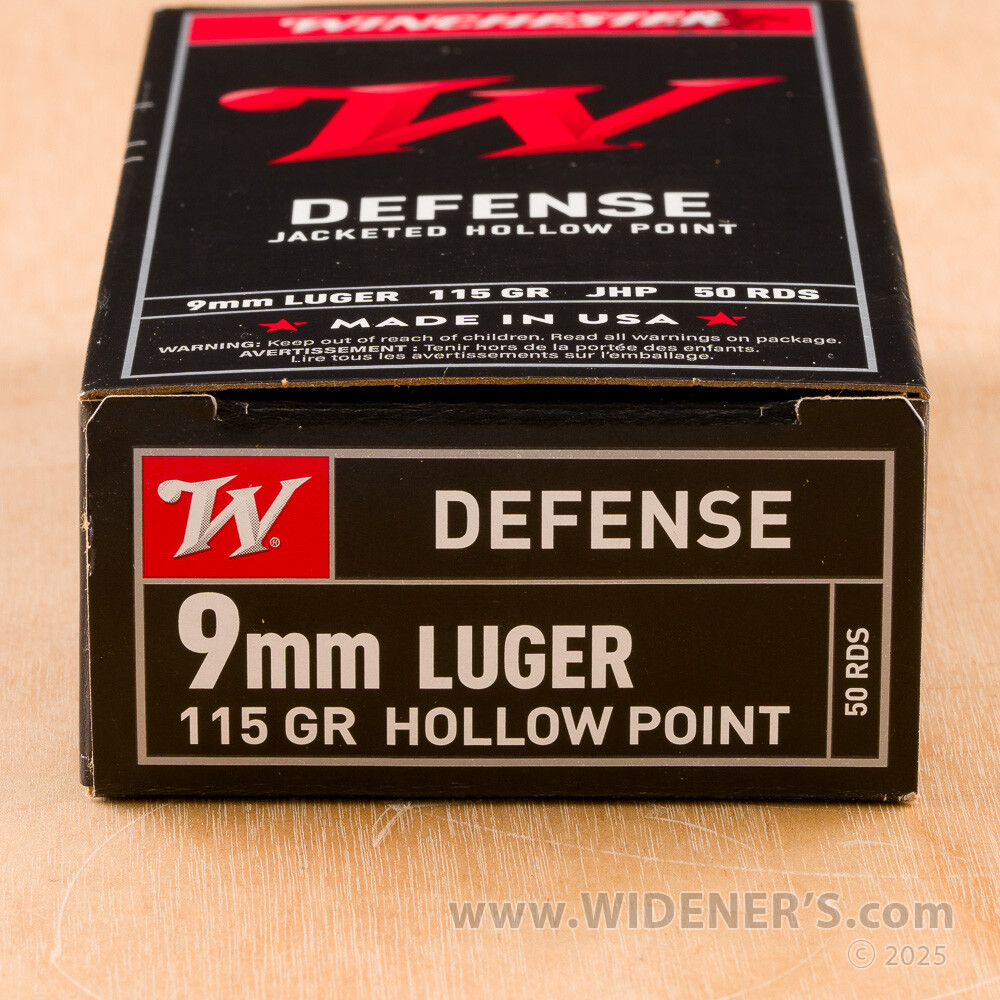 WINCHESTER
W
DEFENSE™
JACKETED HOLLOW POINT
9mm LUGER 115 GR JHP 50 RDS
★ MADE IN USA ★
WARNING: Keep out of reach of children. Read all warnings on package.
AVERTISSEMENT : Tenir hors de la portée des enfants.
Lire tous les avertissements sur l'emballage.
W®
DEFENSE
9mm LUGER
115 GR HOLLOW POINT
50 RDS
www.WIDENER'S.com
© 2025